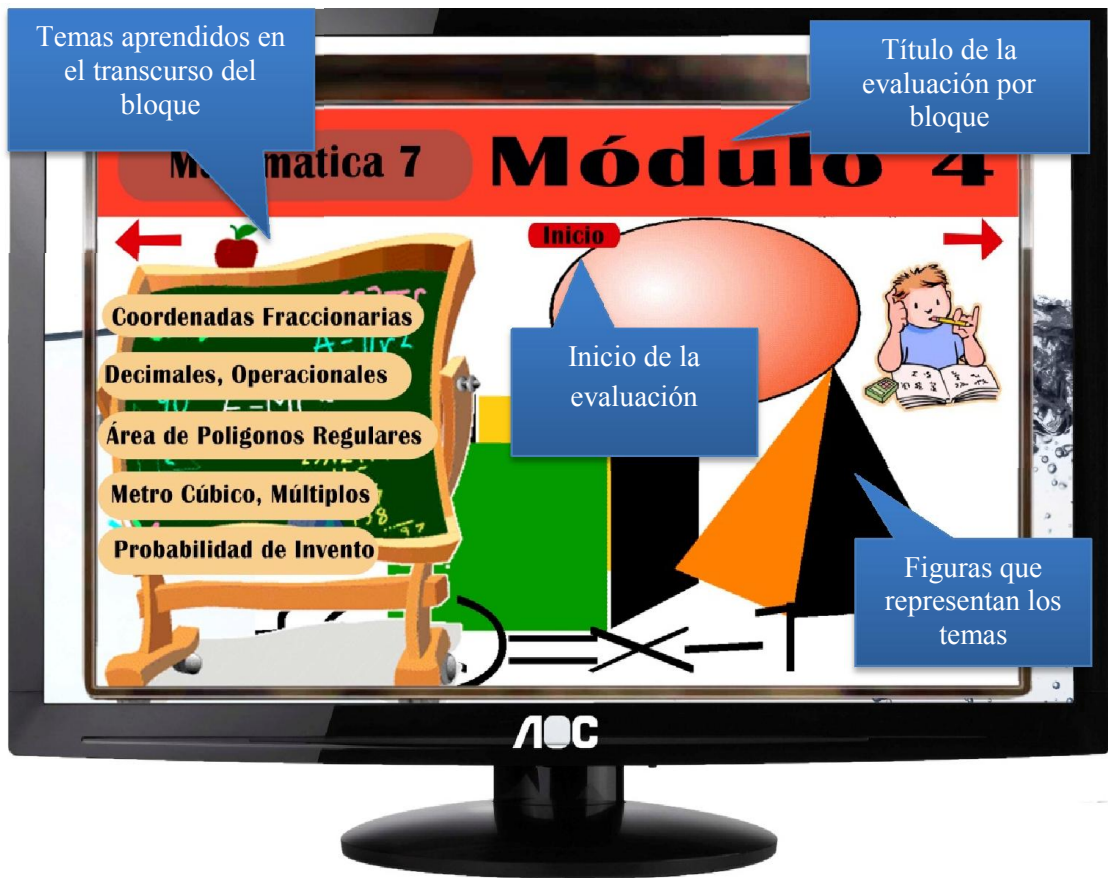 Temas aprendidos en
el transcurso del
bloque
Título de la
evaluación por
bloque
7
Módulo 4
Inicio
Coordenadas Fraccionarias
Decimales, Operacionales
Área de Poligonos Regulares
Metro Cúbico, Múltiplos
Probabilidad de Invento
Inicio de la
evaluación
Figuras que
representan los
temas
AOC